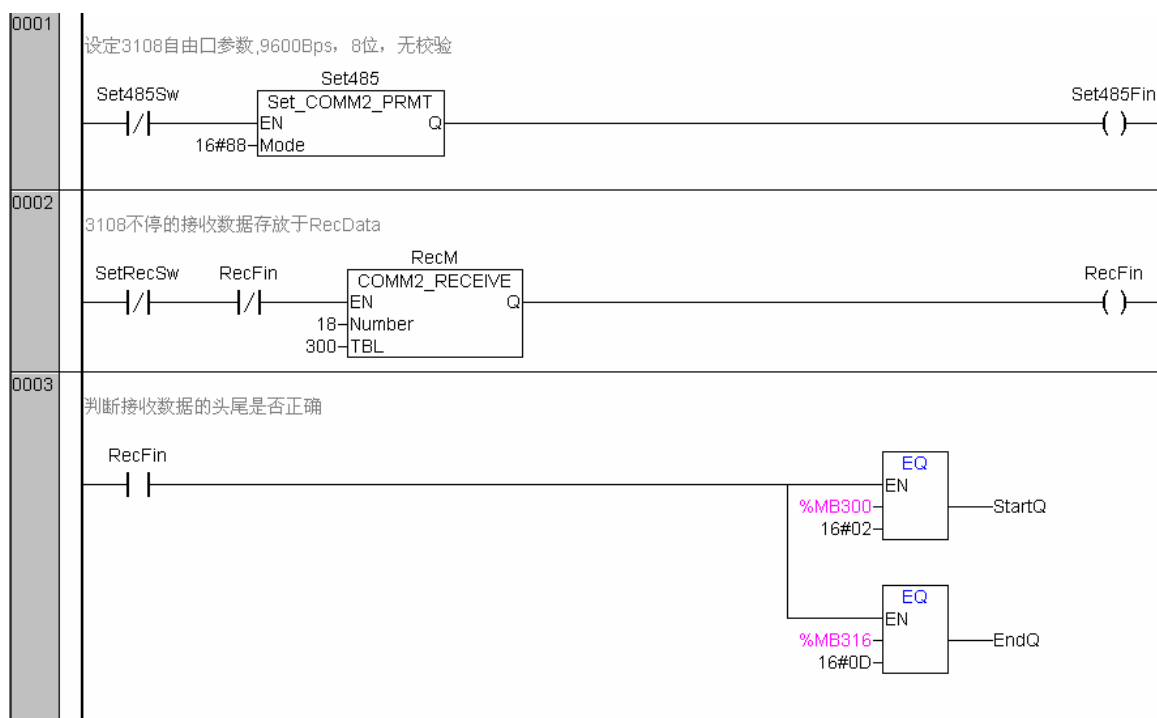 0001
设定3108自由口参数,9600Bps，8位，无校验
Set485
Set485Sw
Set_COMM2_PRMT
Set485Fin
EN
Q
16#88
Mode
0002
3108不停的接收数据存放于RecData
RecM
SetRecSw
RecFin
COMM2_RECEIVE
RecFin
EN
Q
18
Number
300
TBL
0003
判断接收数据的头尾是否正确
RecFin
EQ
EN
%MB300
StartQ
16#02
EQ
EN
%MB316
EndQ
16#0D